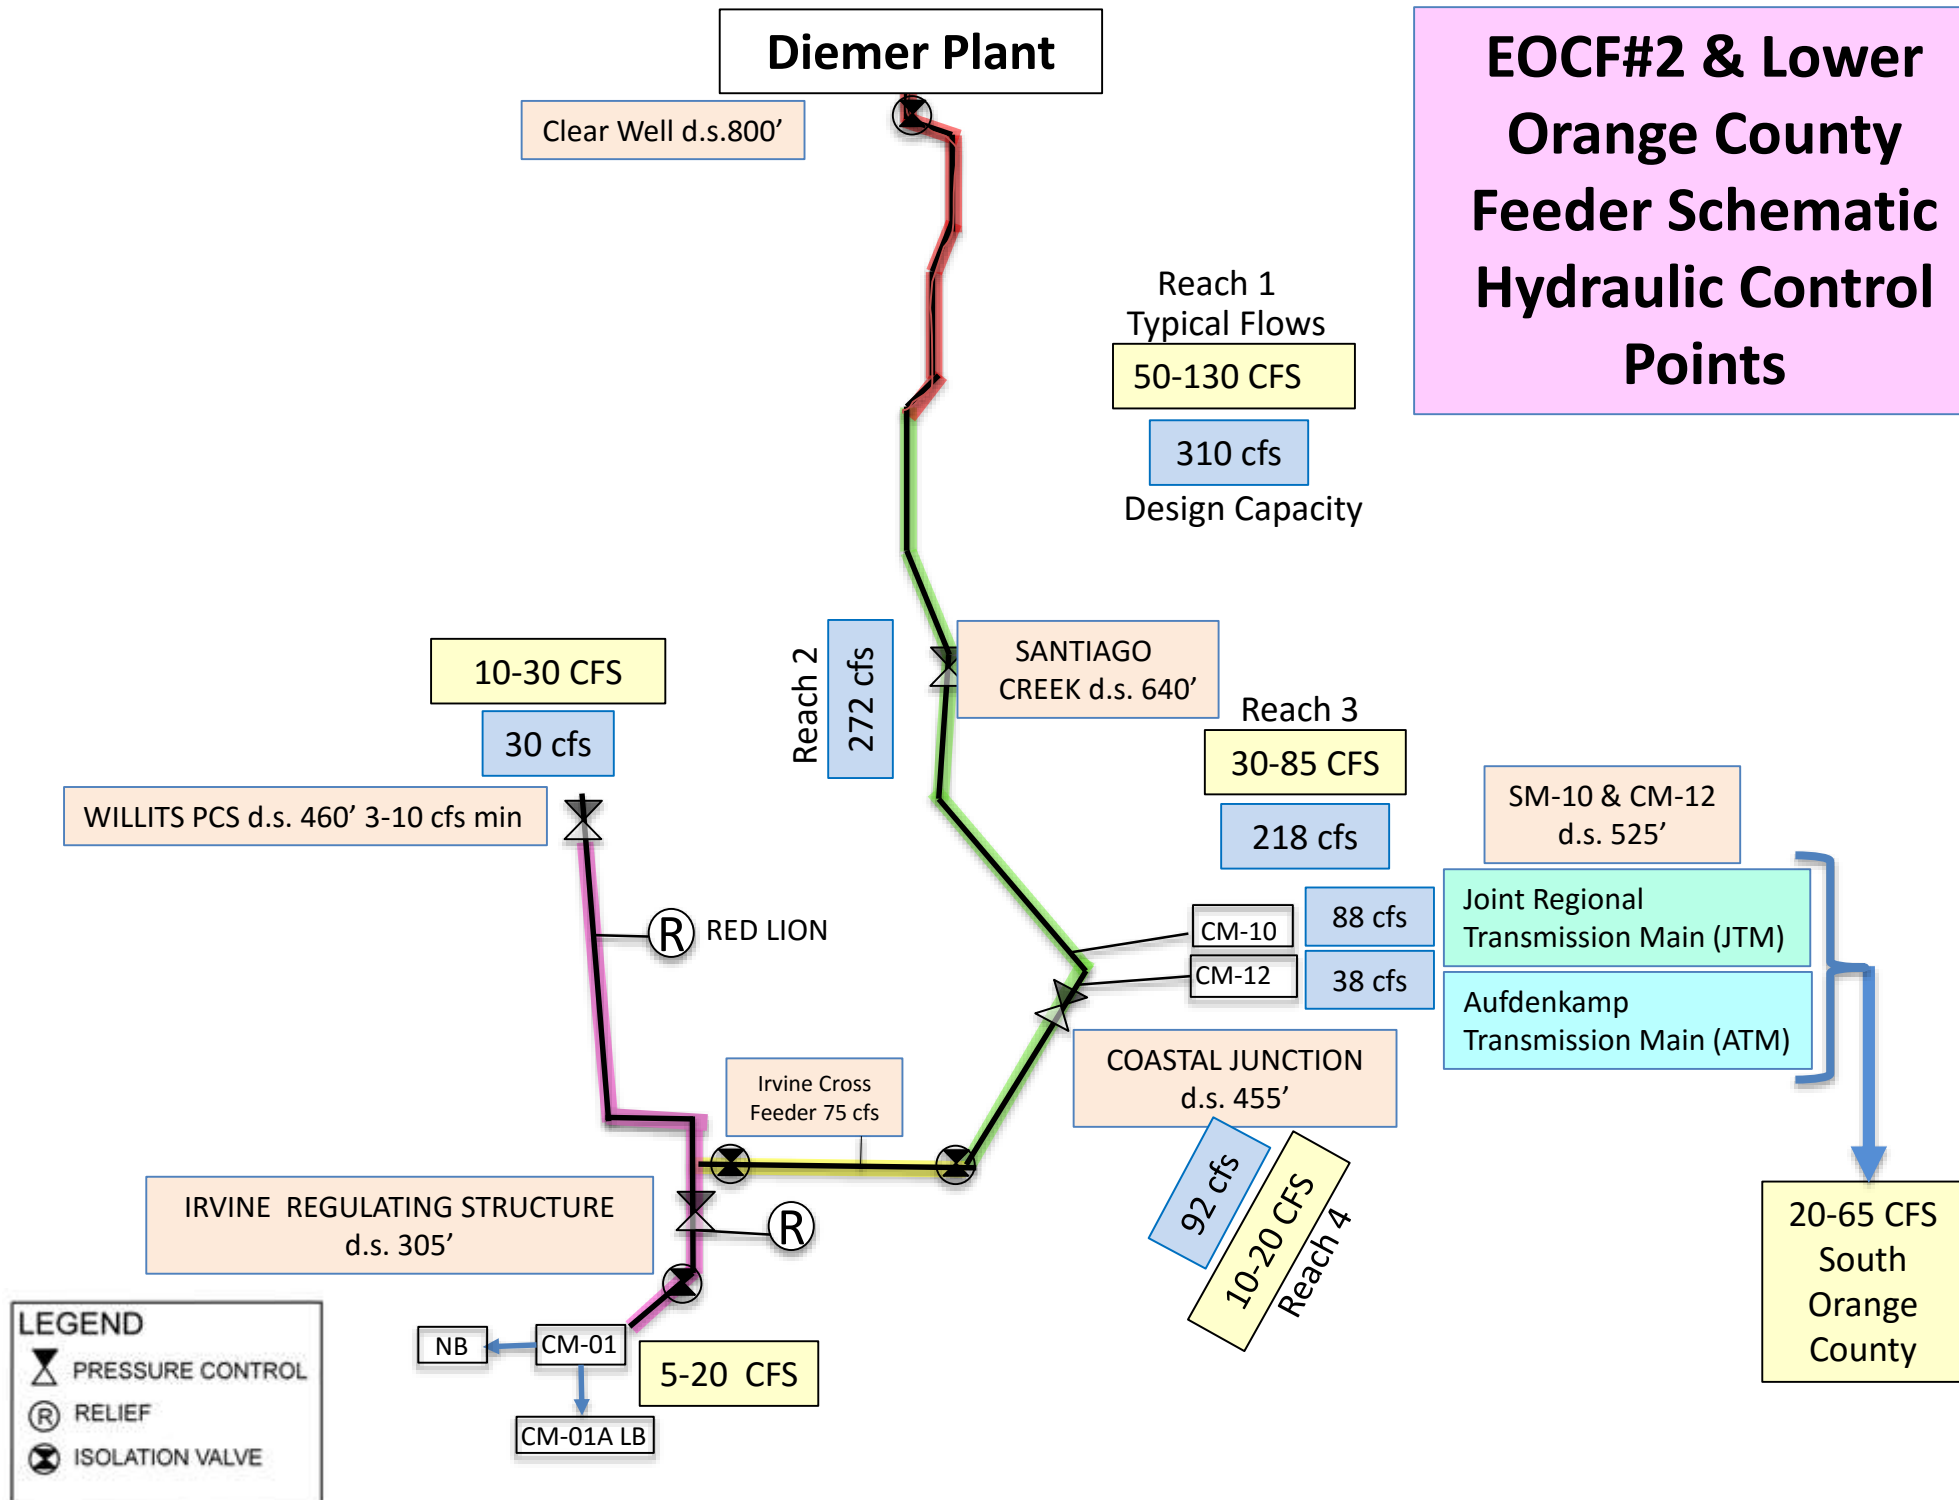 Diemer Plant
EOCF#2 & Lower
Orange County
Feeder Schematic
Hydraulic Control
Points
Clear Well d.s.800’
Reach 1
Typical Flows
50-130 CFS
310 cfs
Design Capacity
10-30 CFS
30 cfs
WILLITS PCS d.s. 460’ 3-10 cfs min
Reach 2
272 cfs
SANTIAGO
CREEK d.s. 640’
Reach 3
30-85 CFS
218 cfs
SM-10 & CM-12
d.s. 525’
R
RED LION
CM-10
88 cfs
Joint Regional
Transmission Main (JTM)
CM-12
38 cfs
Aufdenkamp
Transmission Main (ATM)
COASTAL JUNCTION
d.s. 455’
Irvine Cross
Feeder 75 cfs
92 cfs
10-20 CFS
Reach 4
IRVINE REGULATING STRUCTURE
d.s. 305’
R
20-65 CFS
South
Orange
County
NB
CM-01
5-20 CFS
CM-01A LB
LEGEND
PRESSURE CONTROL
R RELIEF
ISOLATION VALVE